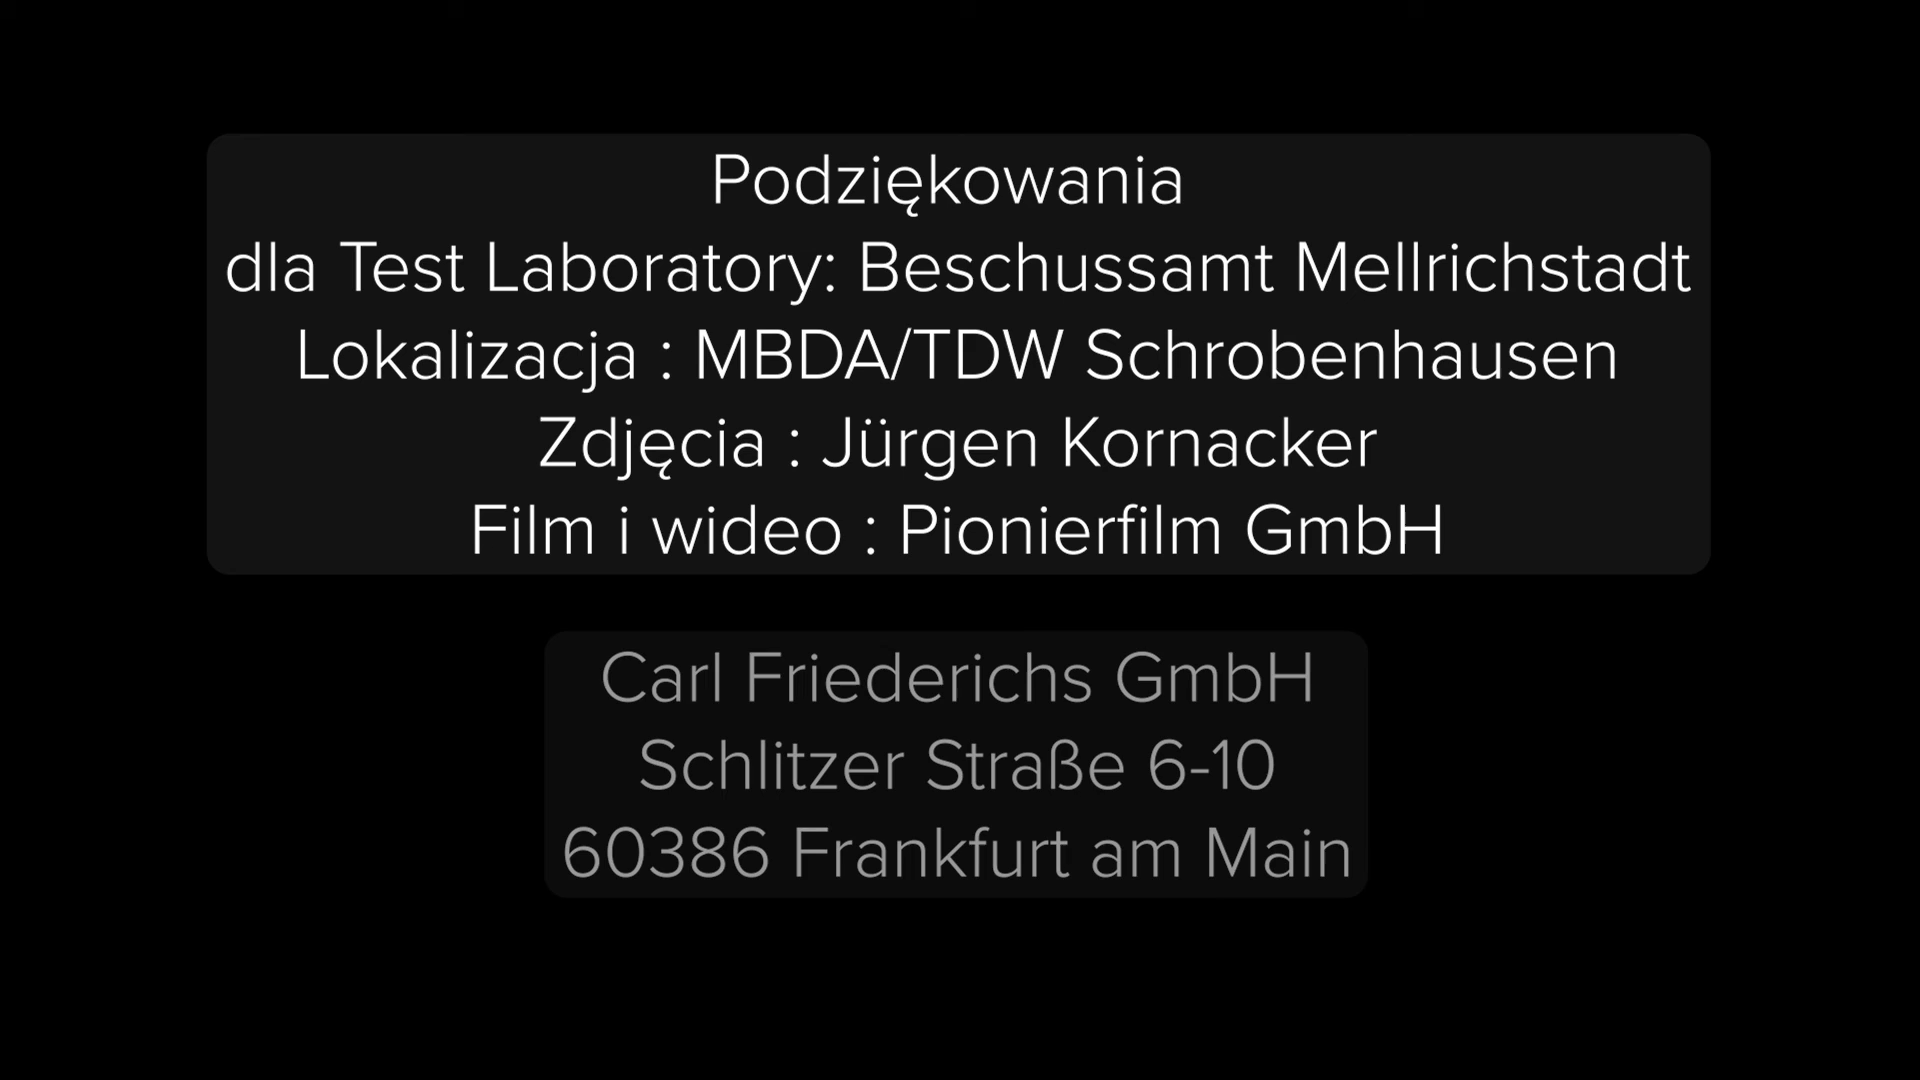 Podziękowania
dla Test Laboratory: Beschussamt Mellrichstadt
Lokalizacja : MBDA/TDW Schrobenhausen
Zdjęcia : Jürgen Kornacker
Film i wideo : Pionierfilm GmbH
Carl Friederichs GmbH
Schlitzer Straße 6-10
60386 Frankfurt am Main